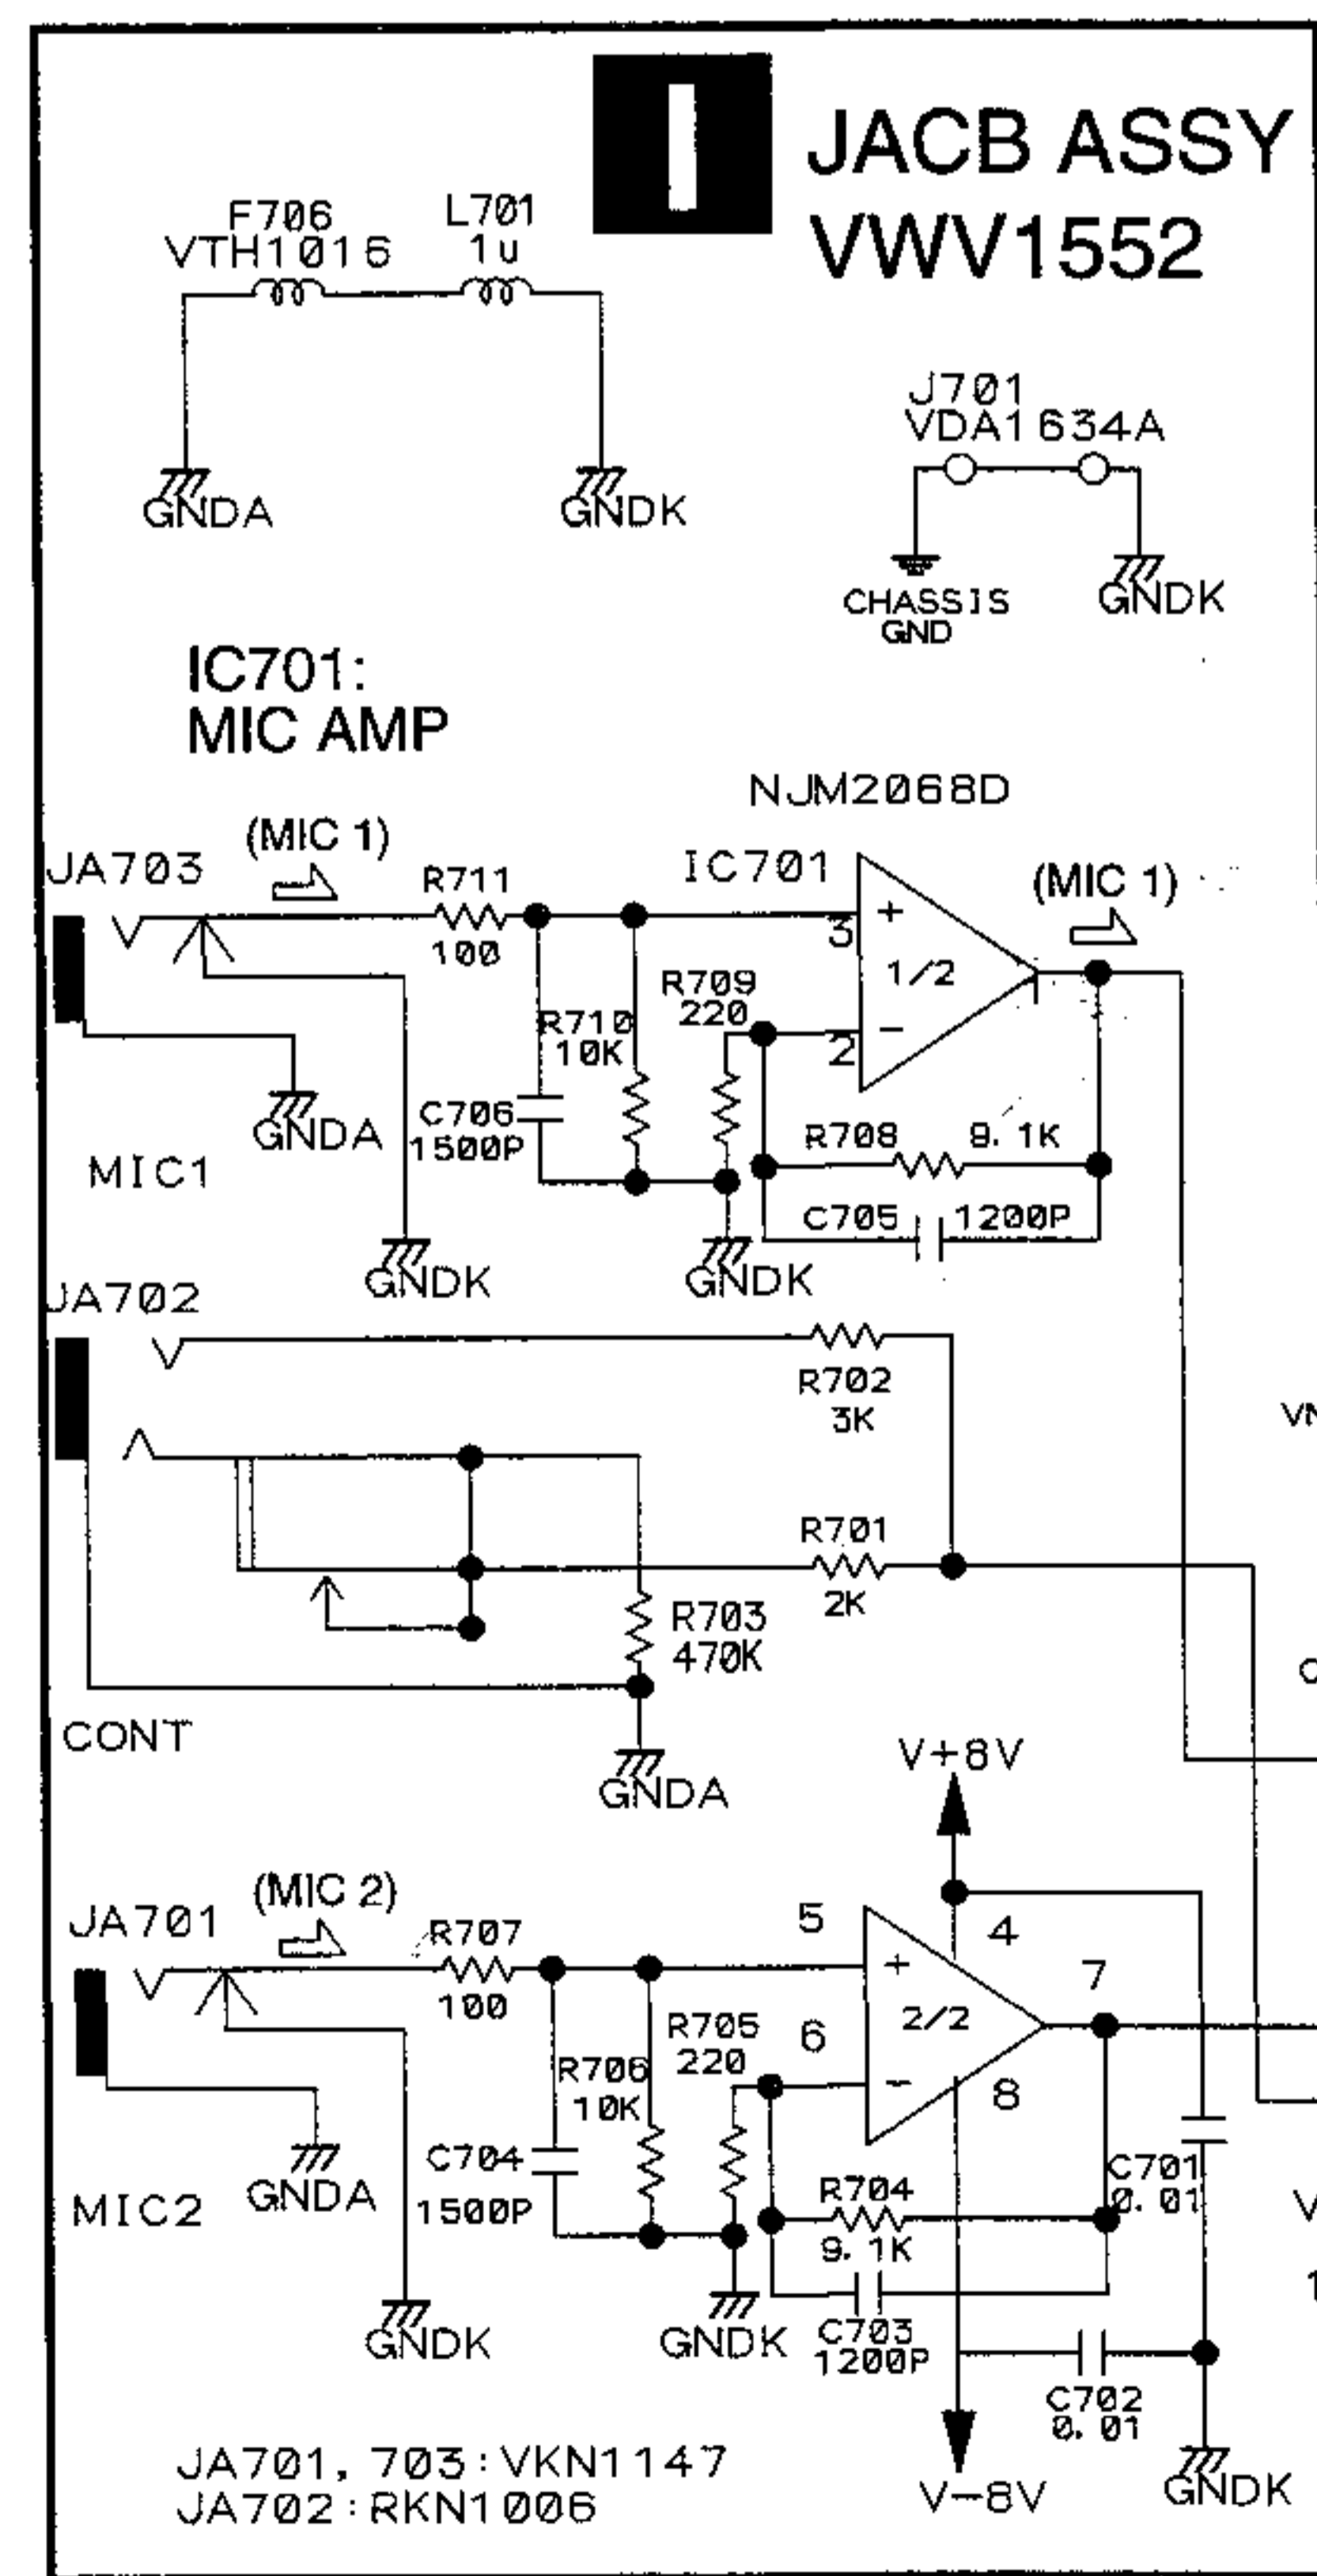 I
JACB ASSY
VWV1552
F706
VTH1016
L701
1u
GNDA
GNDK
J701
VDA1634A
CHASSIS
GND
GNDK
IC701:
MIC AMP
NJM2068D
JA703
(MIC 1)
R711
100
IC701
(MIC 1)
3
+
1/2
1
2
−
R709
220
R710
10K
C706
1500P
GNDA
MIC1
R708
9.1K
C705
1200P
GNDK
GNDK
JA702
R702
3K
R701
2K
R703
470K
CONT
GNDA
V+8V
JA701
(MIC 2)
R707
100
5
4
7
+
2/2
6
−
8
R705
220
R706
10K
C704
1500P
GNDA
MIC2
C701
0.01
R704
9.1K
GNDK
GNDK
C703
1200P
C702
0.01
V−8V
GNDK
JA701, 703:VKN1147
JA702:RKN1006